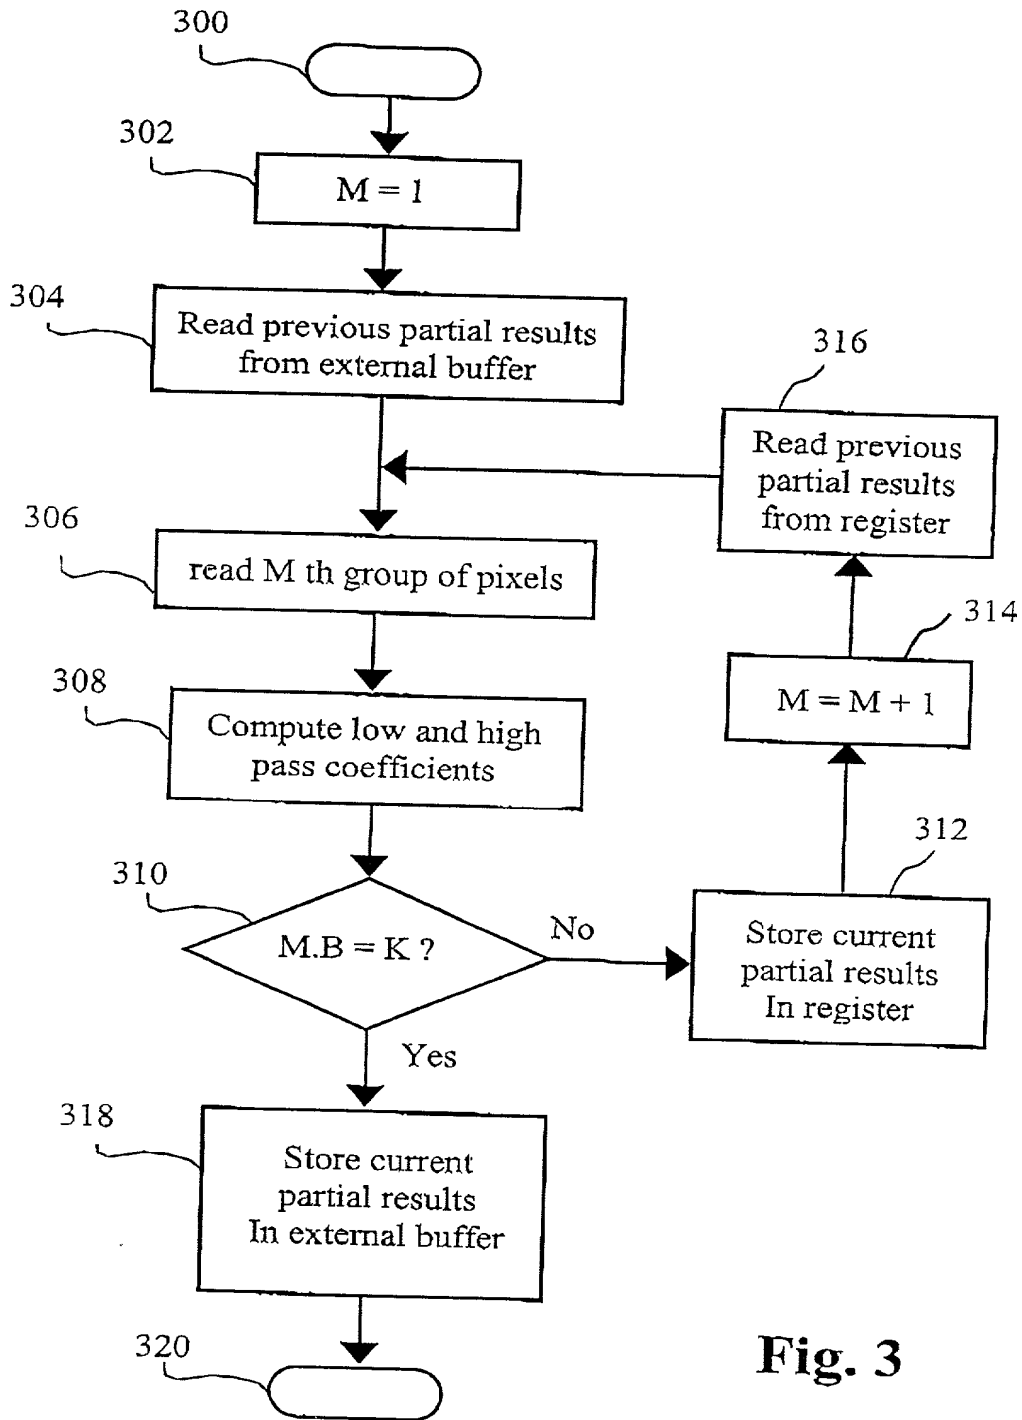 300
302
M = 1
304
Read previous partial results
from external buffer
316
Read previous
partial results
from register
306
read M th group of pixels
314
M = M + 1
308
Compute low and high
pass coefficients
312
310
M.B = K ?
No
Store current
partial results
In register
Yes
318
Store current
partial results
In external buffer
320
Fig. 3